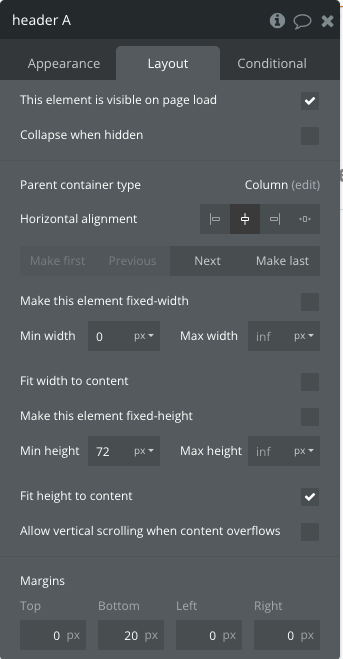 header A
Appearance Layout Conditional
This element is visible on page load
Collapse when hidden
Parent container type Column (edit)
Horizontal alignment
Make first Previous Next Make last
Make this element fixed-width
Min width 0 px Max width inf px
Fit width to content
Make this element fixed-height
Min height 72 px Max height inf px
Fit height to content
Allow vertical scrolling when content overflows
Margins
Top Bottom Left Right
0 px 20 px 0 px 0 px